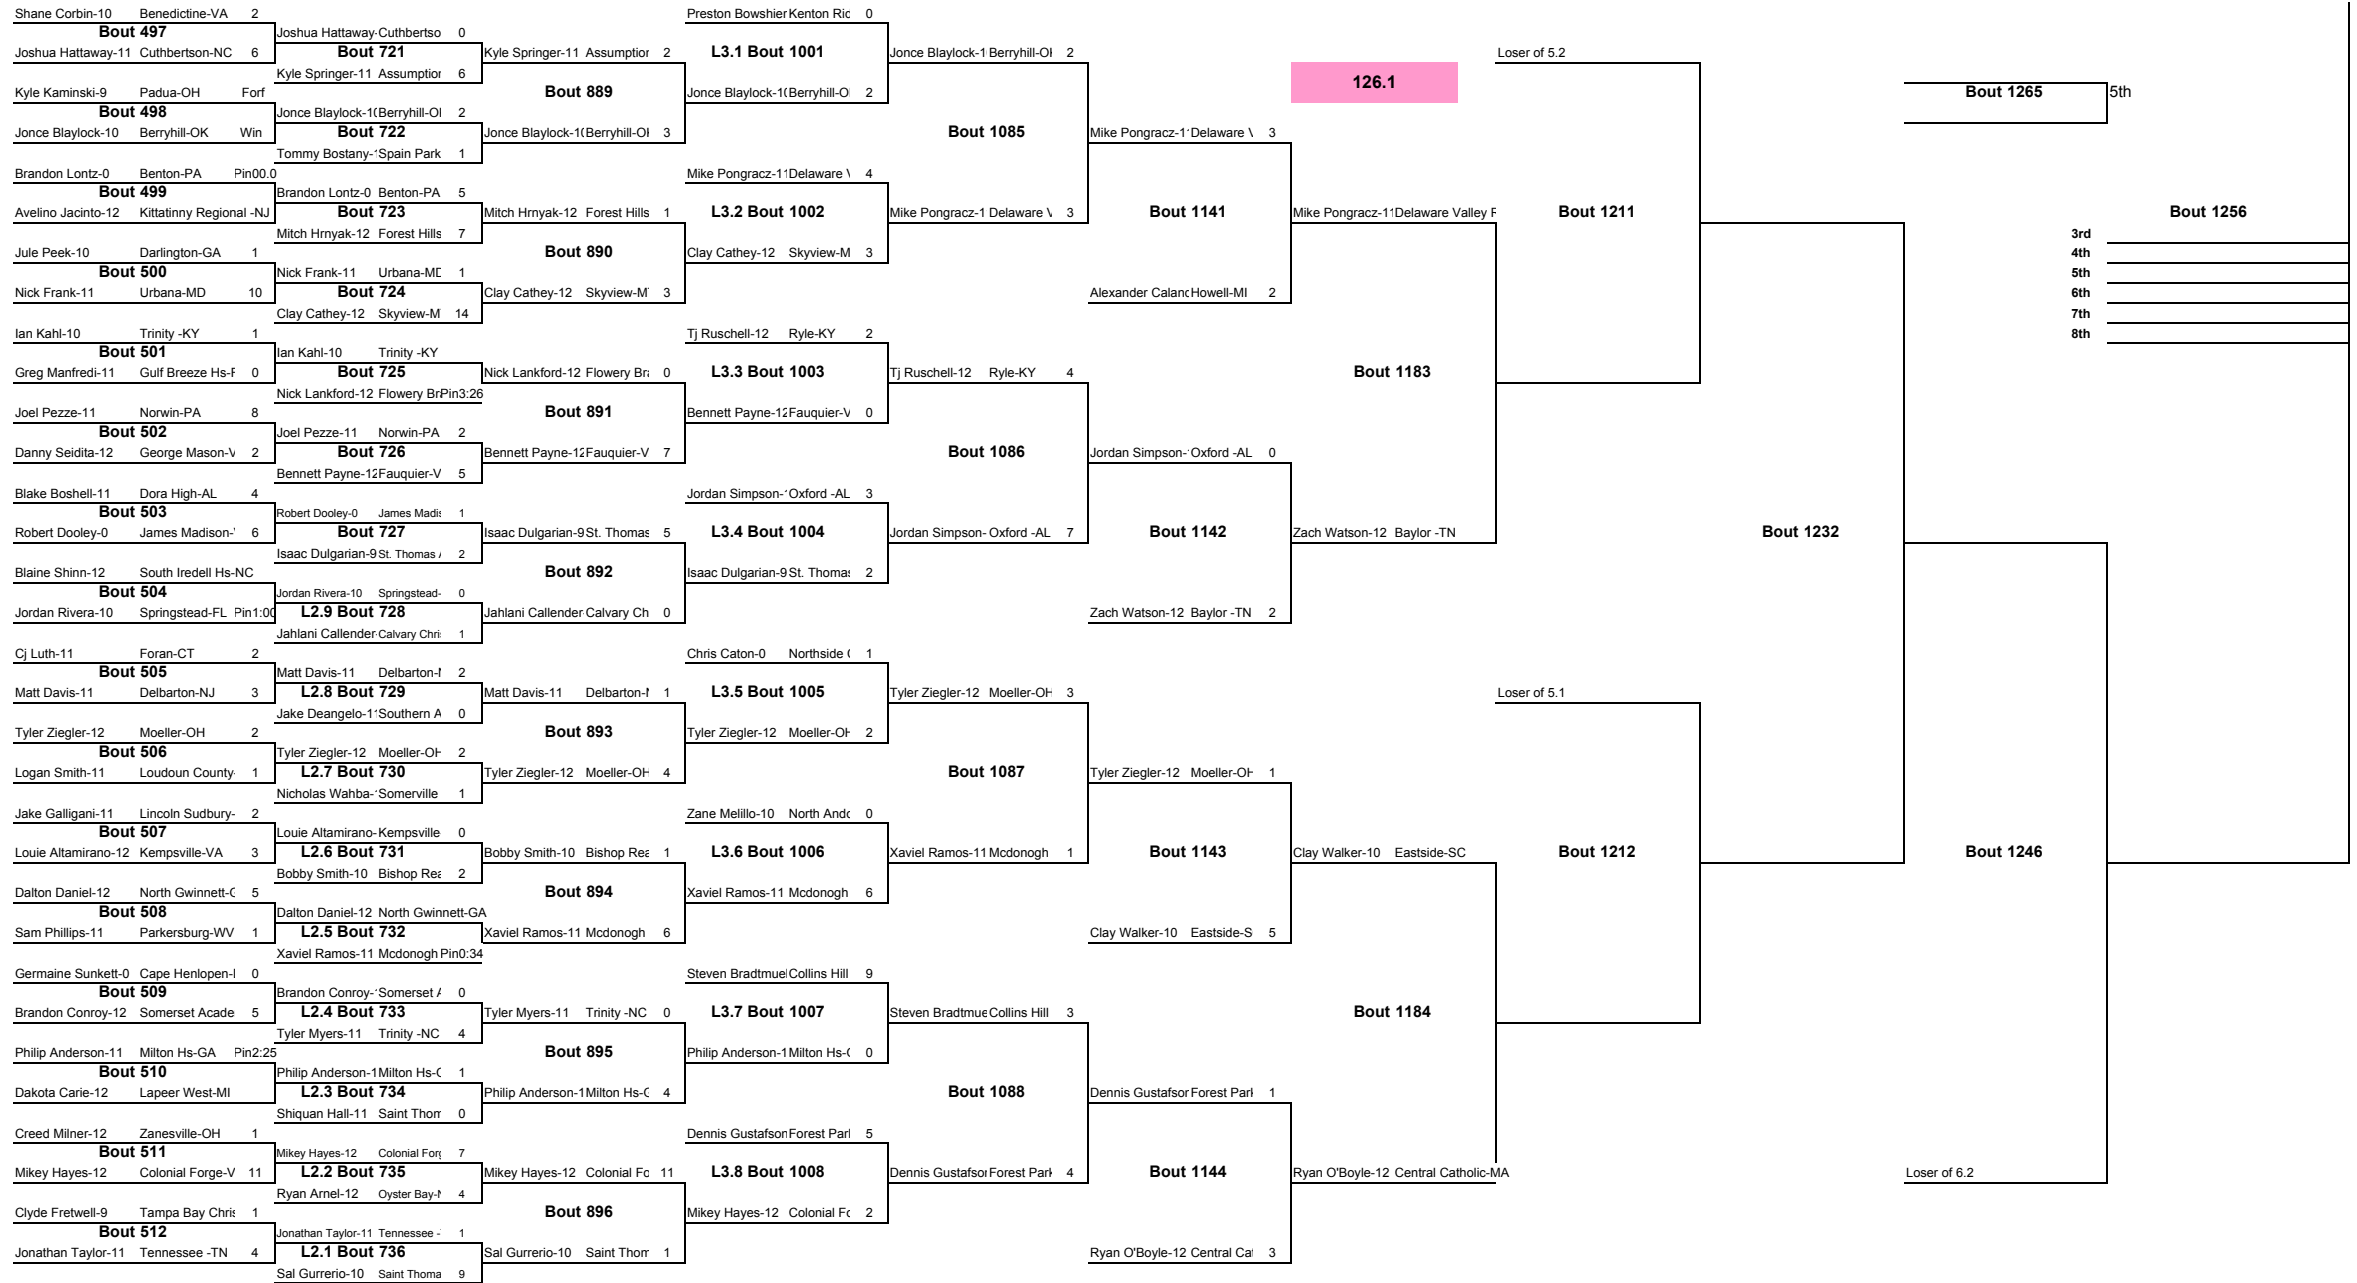 Shane Corbin-10 Benedictine-VA 2
Bout 497
Joshua Hattaway-11 Cuthbertson-NC 6
Kyle Kaminski-9 Padua-OH Forf
Bout 498
Jonce Blaylock-10 Berryhill-OK Win
Brandon Lontz-0 Benton-PA Pin00.0
Bout 499
Avelino Jacinto-12 Kittatinny Regional -NJ
Jule Peek-10 Darlington-GA 1
Bout 500
Nick Frank-11 Urbana-MD 10
Ian Kahl-10 Trinity -KY 1
Bout 501
Greg Manfredi-11 Gulf Breeze Hs-F 0
Joel Pezze-11 Norwin-PA 8
Bout 502
Danny Seidita-12 George Mason-V 2
Blake Boshell-11 Dora High-AL 4
Bout 503
Robert Dooley-0 James Madison- 6
Blaine Shinn-12 South Iredell Hs-NC
Bout 504
Jordan Rivera-10 Springstead-FL Pin1:00
Cj Luth-11 Foran-CT 2
Bout 505
Matt Davis-11 Delbarton-NJ 3
Tyler Ziegler-12 Moeller-OH 2
Bout 506
Logan Smith-11 Loudoun County- 1
Jake Galligani-11 Lincoln Sudbury- 2
Bout 507
Louie Altamirano-12 Kempsville-VA 3
Dalton Daniel-12 North Gwinnett-G 5
Bout 508
Sam Phillips-11 Parkersburg-WV 1
Germaine Sunkett-0 Cape Henlopen- 0
Bout 509
Brandon Conroy-12 Somerset Acade 5
Philip Anderson-11 Milton Hs-GA Pin2:25
Bout 510
Dakota Carie-12 Lapeer West-MI
Creed Milner-12 Zanesville-OH 1
Bout 511
Mikey Hayes-12 Colonial Forge-V 11
Clyde Fretwell-9 Tampa Bay Chris 1
Bout 512
Jonathan Taylor-11 Tennessee -TN 4
Joshua Hattaway- Cuthbertso 0
Bout 721
Kyle Springer-11 Assumption 6
Jonce Blaylock-10 Berryhill-OK 2
Bout 722
Tommy Bostany- Spain Park 1
Brandon Lontz-0 Benton-PA 5
Bout 723
Mitch Hrnyak-12 Forest Hills 7
Nick Frank-11 Urbana-MD 1
Bout 724
Clay Cathey-12 Skyview-M 14
Ian Kahl-10 Trinity -KY
Bout 725
Nick Lankford-12 Flowery Br Pin3:26
Joel Pezze-11 Norwin-PA 2
Bout 726
Bennett Payne-12 Fauquier-V 5
Robert Dooley-0 James Madis 1
Bout 727
Isaac Dulgarian-9 St. Thomas 2
Jordan Rivera-10 Springstead- 0
L2.9 Bout 728
Jahlani Callender Calvary Chri 1
Matt Davis-11 Delbarton-N 2
L2.8 Bout 729
Jake Deangelo-11 Southern A 0
Tyler Ziegler-12 Moeller-OH 2
L2.7 Bout 730
Nicholas Wahba- Somerville 1
Louie Altamirano- Kempsville 0
L2.6 Bout 731
Bobby Smith-10 Bishop Rea 2
Dalton Daniel-12 North Gwinnett-GA
L2.5 Bout 732
Xaviel Ramos-11 Mcdonogh Pin0:34
Brandon Conroy- Somerset A 0
L2.4 Bout 733
Tyler Myers-11 Trinity -NC 4
Philip Anderson-1 Milton Hs-G 1
L2.3 Bout 734
Shiquan Hall-11 Saint Thom 0
Mikey Hayes-12 Colonial Forg 7
L2.2 Bout 735
Ryan Arnel-12 Oyster Bay-N 4
Jonathan Taylor-11 Tennessee - 1
L2.1 Bout 736
Sal Gurrerio-10 Saint Thoma 9
Kyle Springer-11 Assumption 2
Bout 889
Jonce Blaylock-10 Berryhill-OK 3
Mitch Hrnyak-12 Forest Hills 1
Bout 890
Clay Cathey-12 Skyview-M 3
Nick Lankford-12 Flowery Bra 0
Bout 891
Bennett Payne-12 Fauquier-V 7
Isaac Dulgarian-9 St. Thomas 5
Bout 892
Jahlani Callender Calvary Ch 0
Matt Davis-11 Delbarton-N 1
Bout 893
Tyler Ziegler-12 Moeller-OH 4
Bobby Smith-10 Bishop Rea 1
Bout 894
Xaviel Ramos-11 Mcdonogh 6
Tyler Myers-11 Trinity -NC 0
Bout 895
Philip Anderson-1 Milton Hs-G 4
Mikey Hayes-12 Colonial Fo 11
Bout 896
Sal Gurrerio-10 Saint Thom 1
Preston Bowshier Kenton Ric 0
L3.1 Bout 1001
Jonce Blaylock-10 Berryhill-O 2
Mike Pongracz-11 Delaware V 4
L3.2 Bout 1002
Clay Cathey-12 Skyview-M 3
Tj Ruschell-12 Ryle-KY 2
L3.3 Bout 1003
Bennett Payne-12 Fauquier-V 0
Jordan Simpson- Oxford -AL 3
L3.4 Bout 1004
Isaac Dulgarian-9 St. Thomas 2
Chris Caton-0 Northside 1
L3.5 Bout 1005
Tyler Ziegler-12 Moeller-OH 2
Zane Melillo-10 North Ando 0
L3.6 Bout 1006
Xaviel Ramos-11 Mcdonogh 6
Steven Bradtmuel Collins Hill 9
L3.7 Bout 1007
Philip Anderson-1 Milton Hs-G 0
Dennis Gustafson Forest Park 5
L3.8 Bout 1008
Mikey Hayes-12 Colonial Fo 2
Jonce Blaylock-1 Berryhill-OK 2
Bout 1085
Mike Pongracz-1 Delaware V 3
Tj Ruschell-12 Ryle-KY 4
Bout 1086
Jordan Simpson- Oxford -AL 7
Tyler Ziegler-12 Moeller-OH 3
Bout 1087
Xaviel Ramos-11 Mcdonogh 1
Steven Bradtmue Collins Hill 3
Bout 1088
Dennis Gustafson Forest Park 4
Mike Pongracz-11 Delaware V 3
Bout 1141
Alexander Calanc Howell-MI 2
Jordan Simpson- Oxford -AL 0
Bout 1142
Zach Watson-12 Baylor -TN 2
Tyler Ziegler-12 Moeller-OH 1
Bout 1143
Clay Walker-10 Eastside-S 5
Dennis Gustafson Forest Park 1
Bout 1144
Ryan O'Boyle-12 Central Cat 3
126.1
Mike Pongracz-11 Delaware Valley R
Bout 1183
Zach Watson-12 Baylor -TN
Clay Walker-10 Eastside-SC
Bout 1184
Ryan O'Boyle-12 Central Catholic-MA
Loser of 5.2
Bout 1211
Loser of 5.1
Bout 1212
Bout 1232
Bout 1265 5th
Bout 1246
Loser of 6.2
Bout 1256
3rd
4th
5th
6th
7th
8th